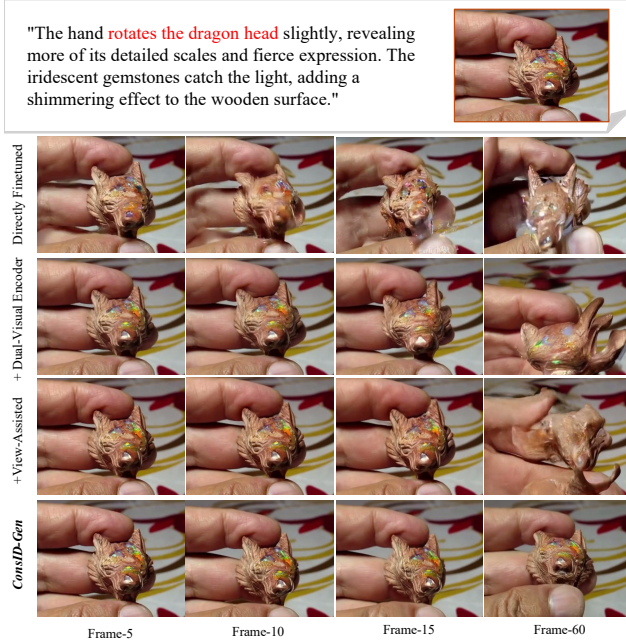 "The hand rotates the dragon head slightly, revealing
more of its detailed scales and fierce expression. The
iridescent gemstones catch the light, adding a
shimmering effect to the wooden surface."
Directly Finetuned
+ Dual-Visual Encoder
+View-Assisted
ConsID-Gen
Frame-5
Frame-10
Frame-15
Frame-60